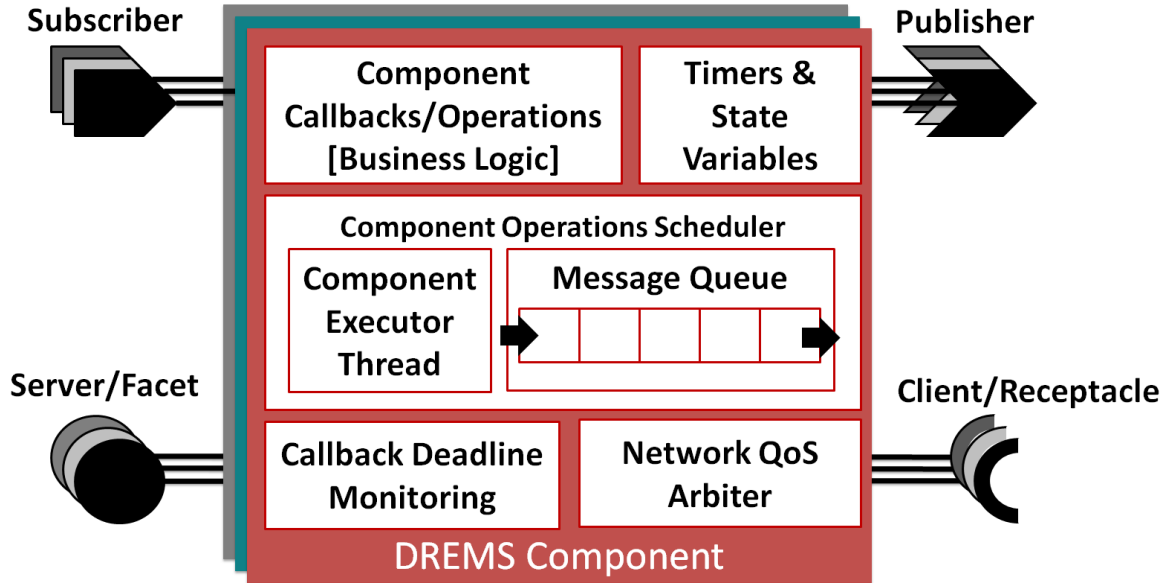 Subscriber
Publisher
Component
Callbacks/Operations
[Business Logic]
Timers &
State
Variables
Component Operations Scheduler
Component
Executor
Thread
Message Queue
Server/Facet
Client/Receptacle
Callback Deadline
Monitoring
Network QoS
Arbiter
DREMS Component